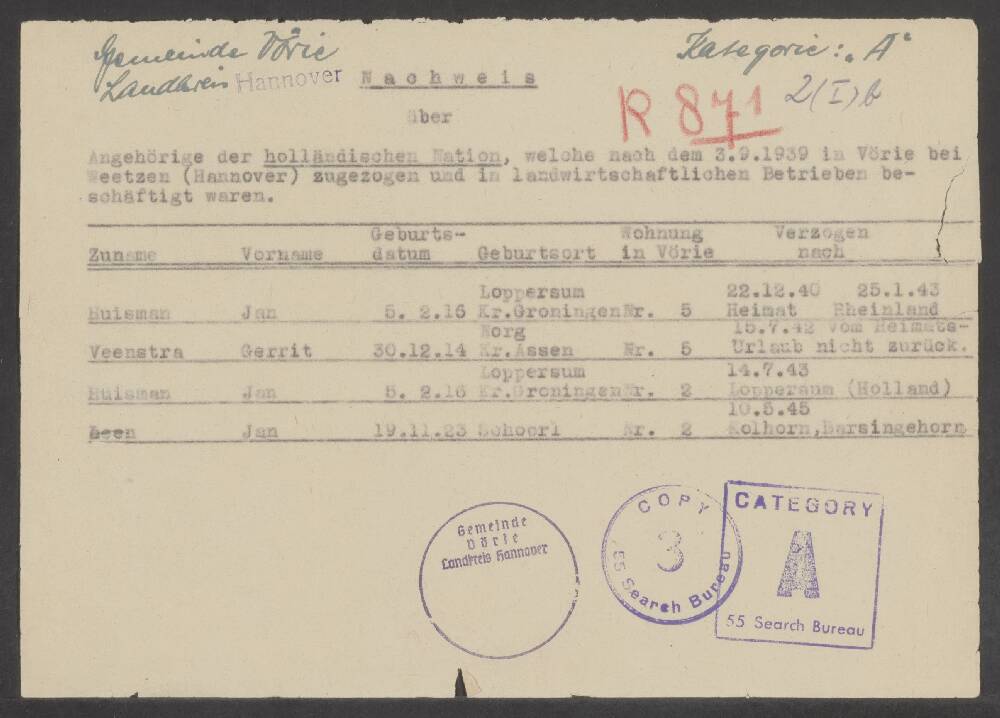 Gemeinde Vörie
Kategorie: "A"
Landkreis Hannover
Nachweis
2(I)b
über
R 871
Angehörige der holländischen Nation, welche nach dem 3.9.1939 in Vörie bei
Weetzen (Hannover) zugezogen und in landwirtschaftlichen Betrieben be-
schäftigt waren.
Geburts- Wohnung Verzogen
Zuname Vorname datum Geburtsort in Vörie nach
Loppersum 22.12.40 25.1.43
Huisman Jan 5. 2.16 Kr.Groningen Nr. 5 Heimat Rheinland
Norg 15.7.42 vom Heimats-
Veenstra Gerrit 30.12.14 Kr.Assen Nr. 5 Urlaub nicht zurück.
Loppersum 14.7.43
Huisman Jan 5. 2.16 Kr.Groningen Nr. 2 Loppersum (Holland)
10.5.45
Jan 19.11.23 Schoorl Nr. 2 Kolhorn,Barsingehorn
Gemeinde
Vörie
Landkreis Hannover
COPY
3
55 Search Bureau
CATEGORY
A
55 Search Bureau